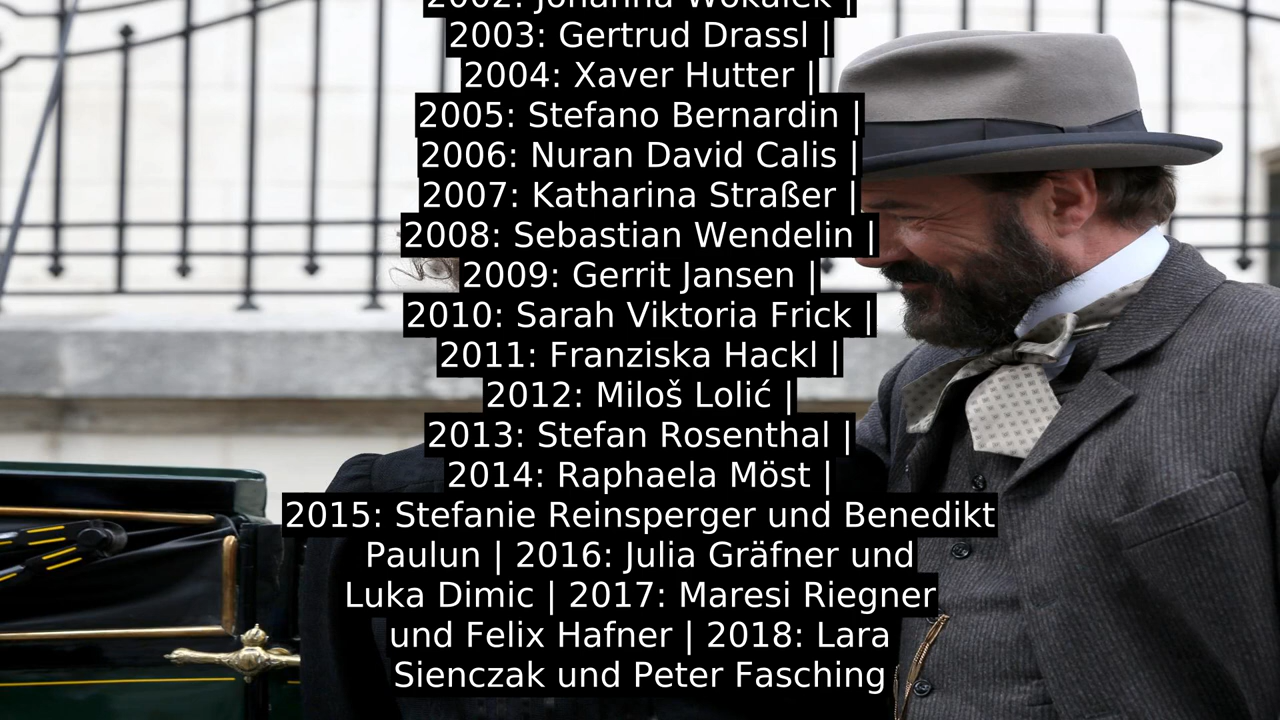 2002: Johanna Wokalek |
2003: Gertrud Drassl |
2004: Xaver Hutter |
2005: Stefano Bernardin |
2006: Nuran David Calis |
2007: Katharina Straßer |
2008: Sebastian Wendelin |
2009: Gerrit Jansen |
2010: Sarah Viktoria Frick |
2011: Franziska Hackl |
2012: Miloš Lolić |
2013: Stefan Rosenthal |
2014: Raphaela Möst |
2015: Stefanie Reinsperger und Benedikt
Paulun | 2016: Julia Gräfner und
Luka Dimic | 2017: Maresi Riegner
und Felix Hafner | 2018: Lara
Sienczak und Peter Fasching